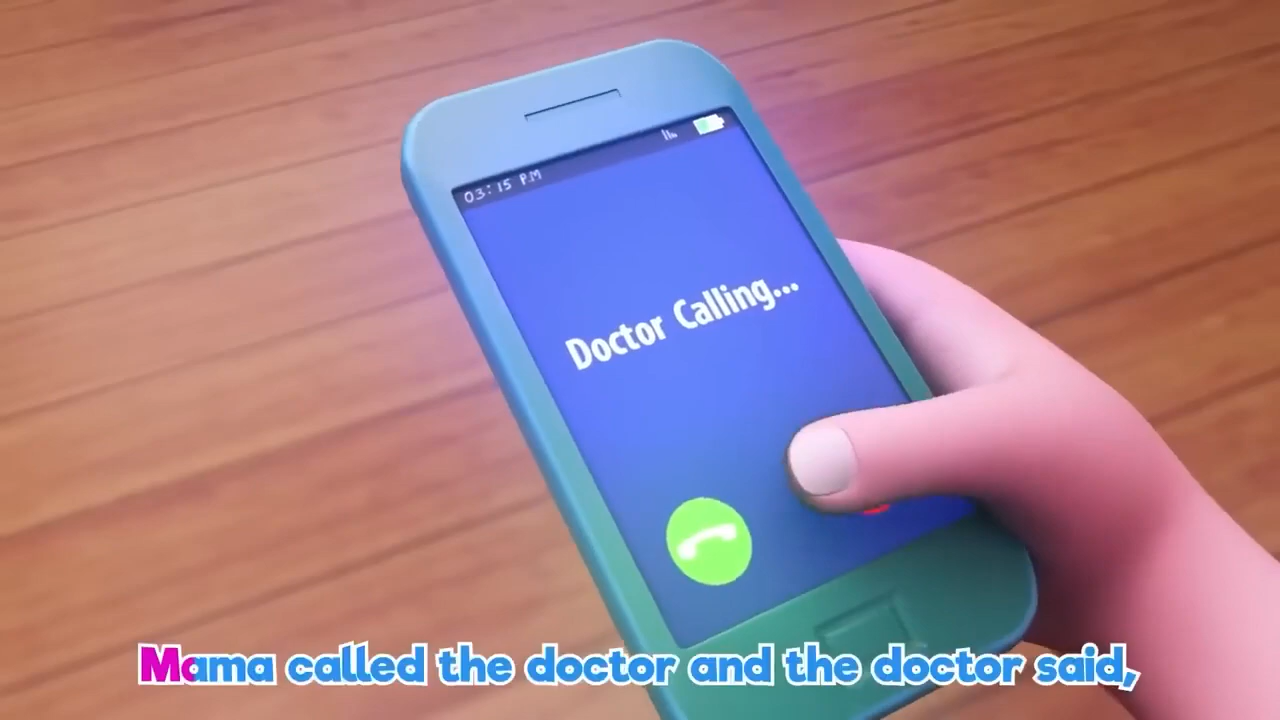 03:15 PM
Doctor Calling...
Mama called the doctor and the doctor said,